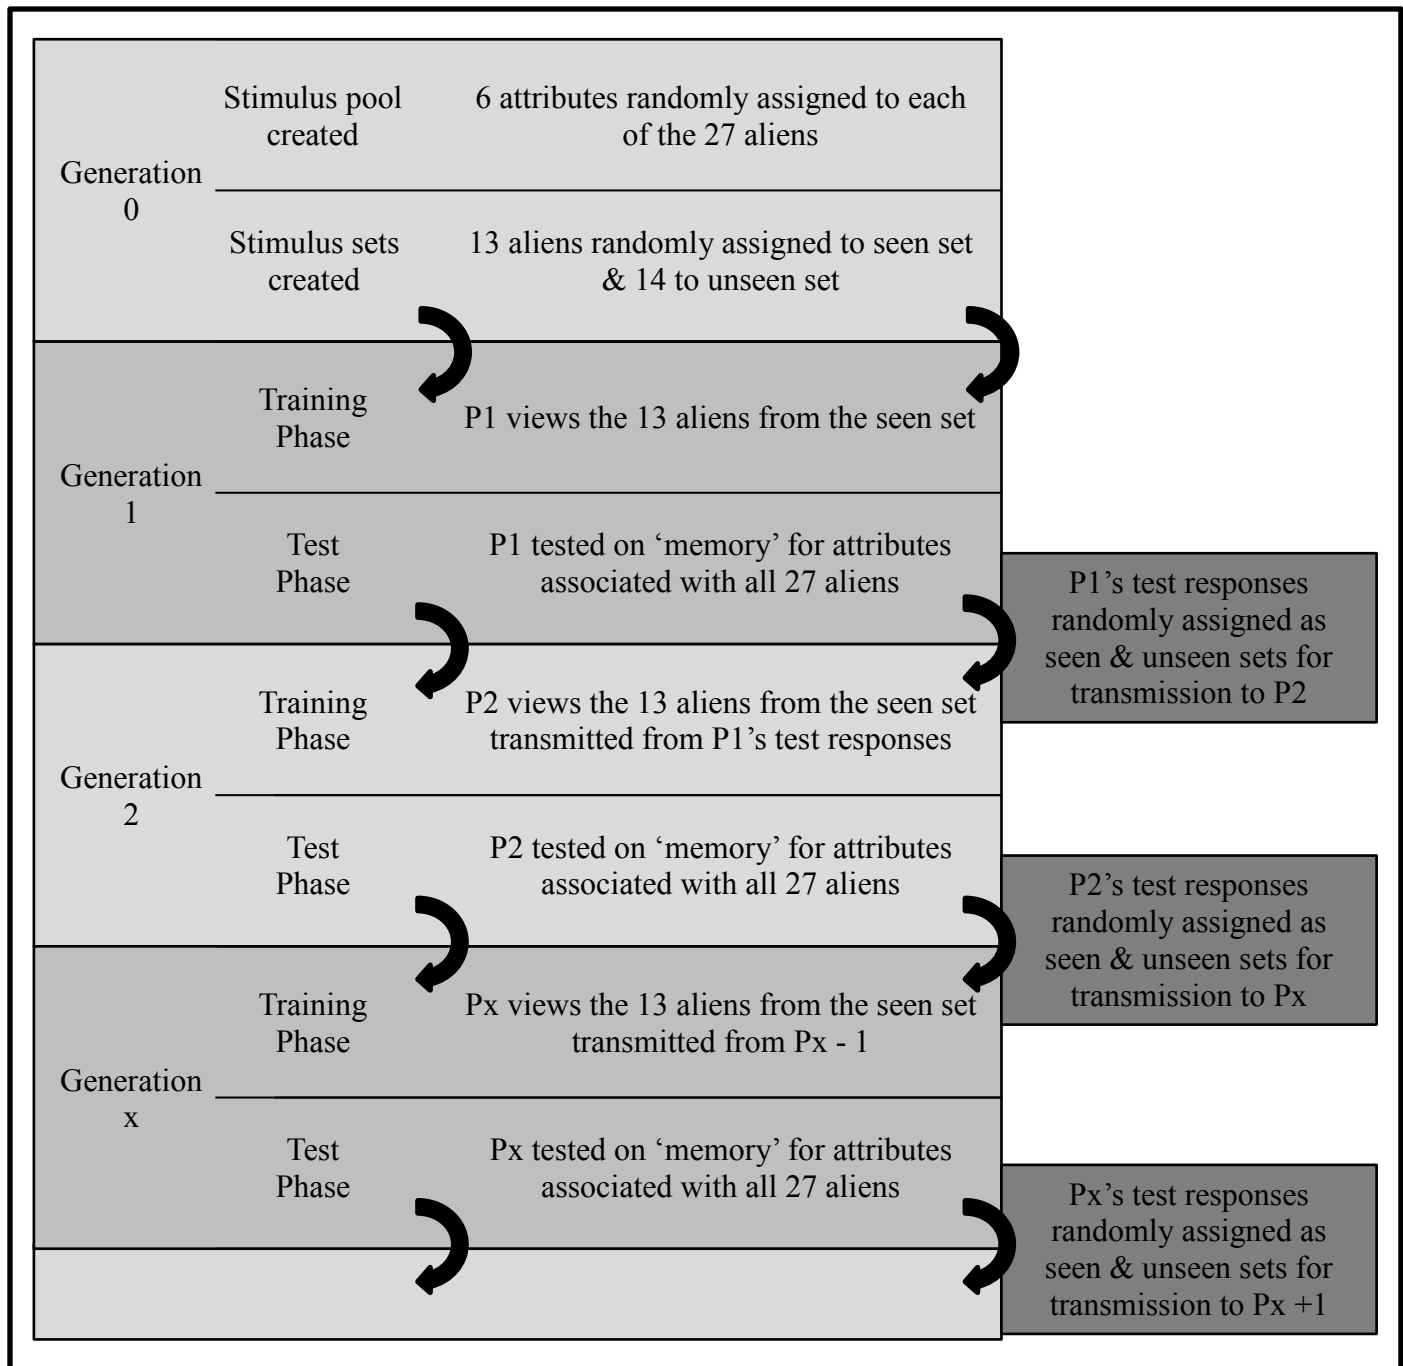 Generation
0
Stimulus pool
created
6 attributes randomly assigned to each
of the 27 aliens
Stimulus sets
created
13 aliens randomly assigned to seen set
& 14 to unseen set
Generation
1
Training
Phase
P1 views the 13 aliens from the seen set
Test
Phase
P1 tested on ‘memory’ for attributes
associated with all 27 aliens
P1’s test responses
randomly assigned as
seen & unseen sets for
transmission to P2
Generation
2
Training
Phase
P2 views the 13 aliens from the seen set
transmitted from P1’s test responses
Test
Phase
P2 tested on ‘memory’ for attributes
associated with all 27 aliens
P2’s test responses
randomly assigned as
seen & unseen sets for
transmission to Px
Generation
x
Training
Phase
Px views the 13 aliens from the seen set
transmitted from Px - 1
Test
Phase
Px tested on ‘memory’ for attributes
associated with all 27 aliens
Px’s test responses
randomly assigned as
seen & unseen sets for
transmission to Px +1